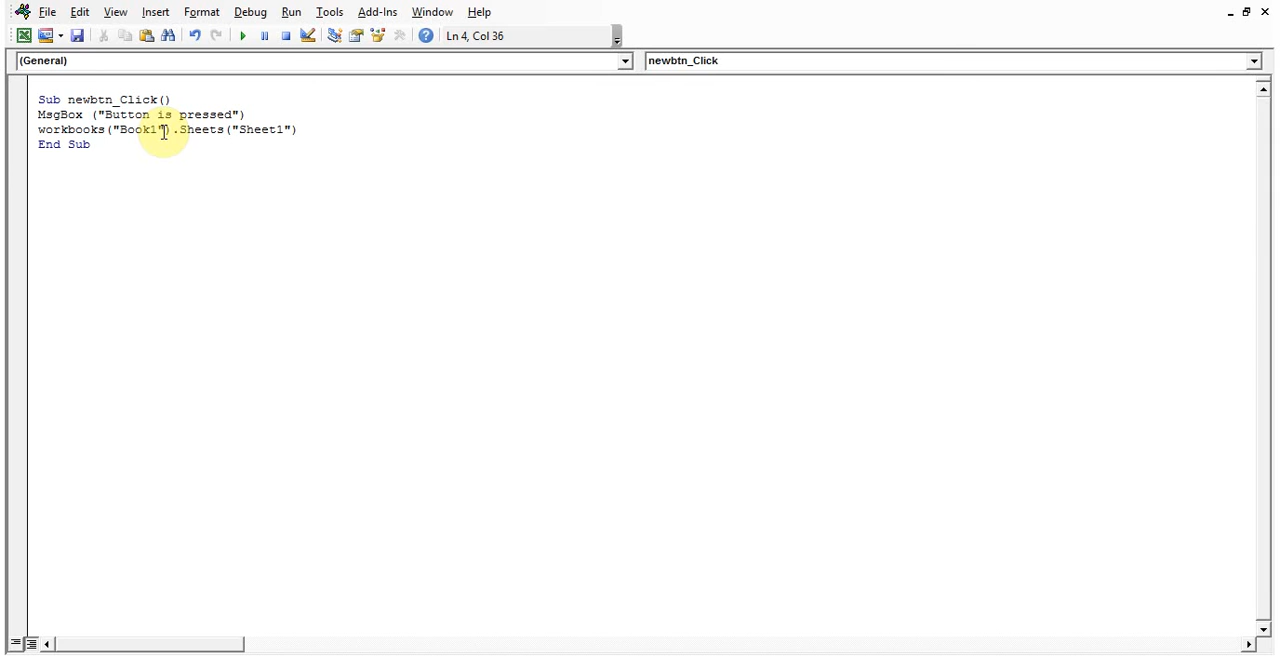 File Edit View Insert Format Debug Run Tools Add-Ins Window Help
Ln 4, Col 36
(General) newbtn_Click
Sub newbtn_Click()
MsgBox ("Button is pressed")
workbooks("Book1").Sheets("Sheet1")
End Sub